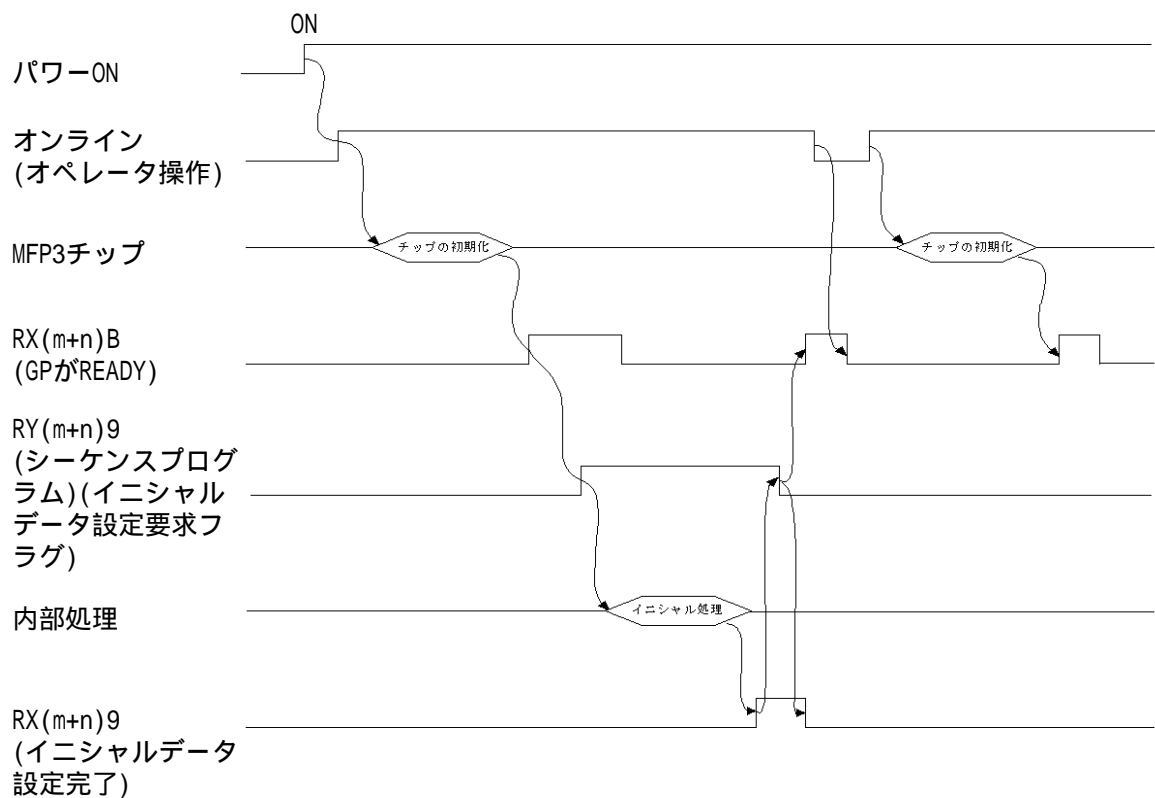 ON
パワーON
オンライン
(オペレータ操作)
MFP3チップ
チップの初期化
チップの初期化
RX(m+n)B
(GPがREADY)
RY(m+n)9
(シーケンスプログ
ラム)(イニシャル
データ設定要求フ
ラグ)
内部処理
イニシャル処理
RX(m+n)9
(イニシャルデータ
設定完了)